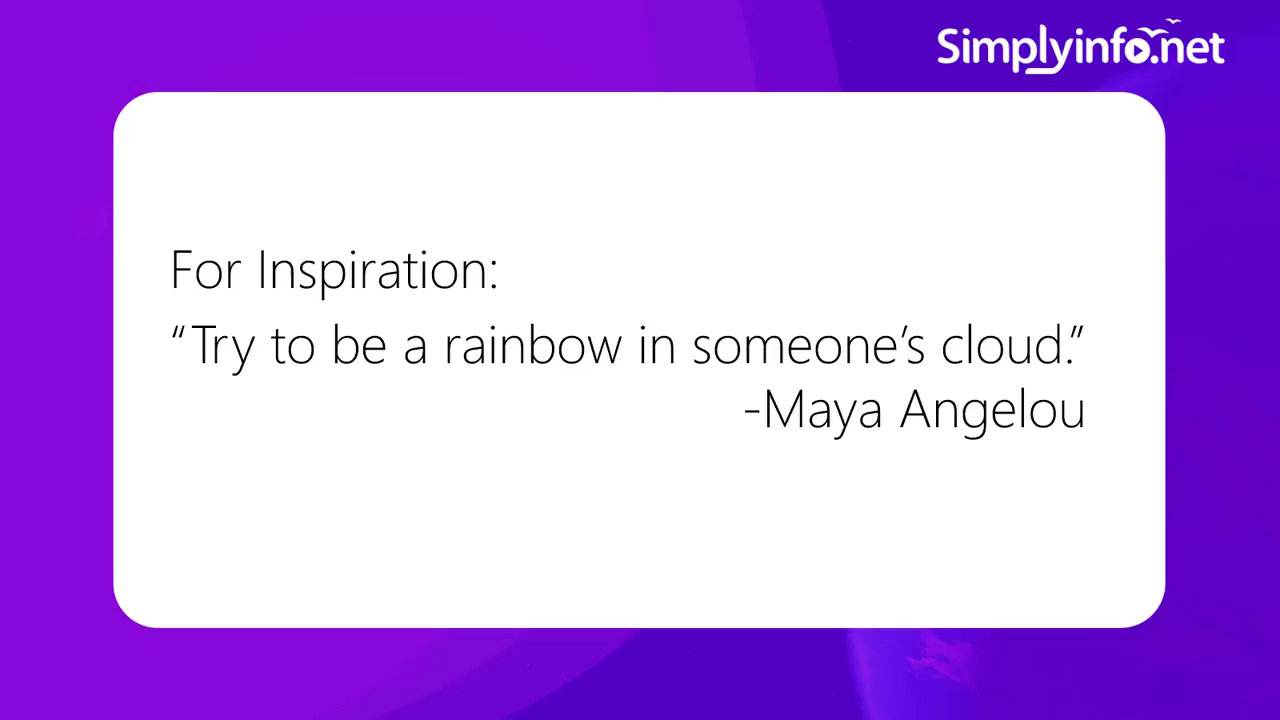 Simplyinfo.net
For Inspiration:
“Try to be a rainbow in someone’s cloud.”
-Maya Angelou